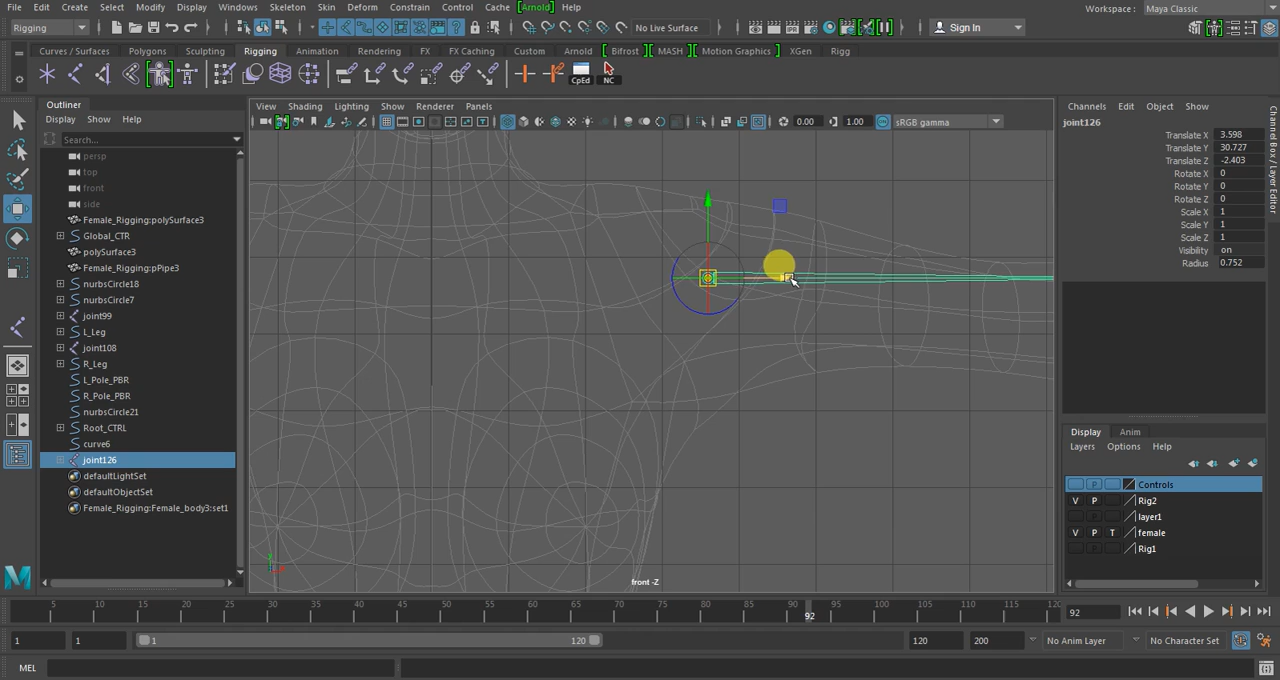 File Edit Create Select Modify Display Windows Skeleton Skin Deform Constrain Control Cache Arnold Help
Workspace : Maya Classic
Rigging
No Live Surface
Sign In
Curves / Surfaces Polygons Sculpting Rigging Animation Rendering FX FX Caching Custom Arnold Bifrost MASH Motion Graphics XGen Rigg
CpEd NC
Outliner
Display Show Help
Search...
persp
top
front
side
Female_Rigging:polySurface3
Global_CTR
polySurface3
Female_Rigging:pPipe3
nurbsCircle18
nurbsCircle7
joint99
L_Leg
joint108
R_Leg
L_Pole_PBR
R_Pole_PBR
nurbsCircle21
Root_CTRL
curve6
joint126
defaultLightSet
defaultObjectSet
Female_Rigging:Female_body3:set1
View Shading Lighting Show Renderer Panels
0.00 1.00 sRGB gamma
y
x
front -Z
Channels Edit Object Show
joint126
Translate X 3.598
Translate Y 30.727
Translate Z -2.403
Rotate X 0
Rotate Y 0
Rotate Z 0
Scale X 1
Scale Y 1
Scale Z 1
Visibility on
Radius 0.752
Channel Box / Layer Editor
Display Anim
Layers Options Help
P Controls
V P Rig2
layer1
V P T female
Rig1
5 10 15 20 25 30 35 40 45 50 55 60 65 70 75 80 85 90 95 100 105 110 115 120
92
92
1 1 1 120 120 200 No Anim Layer No Character Set
MEL